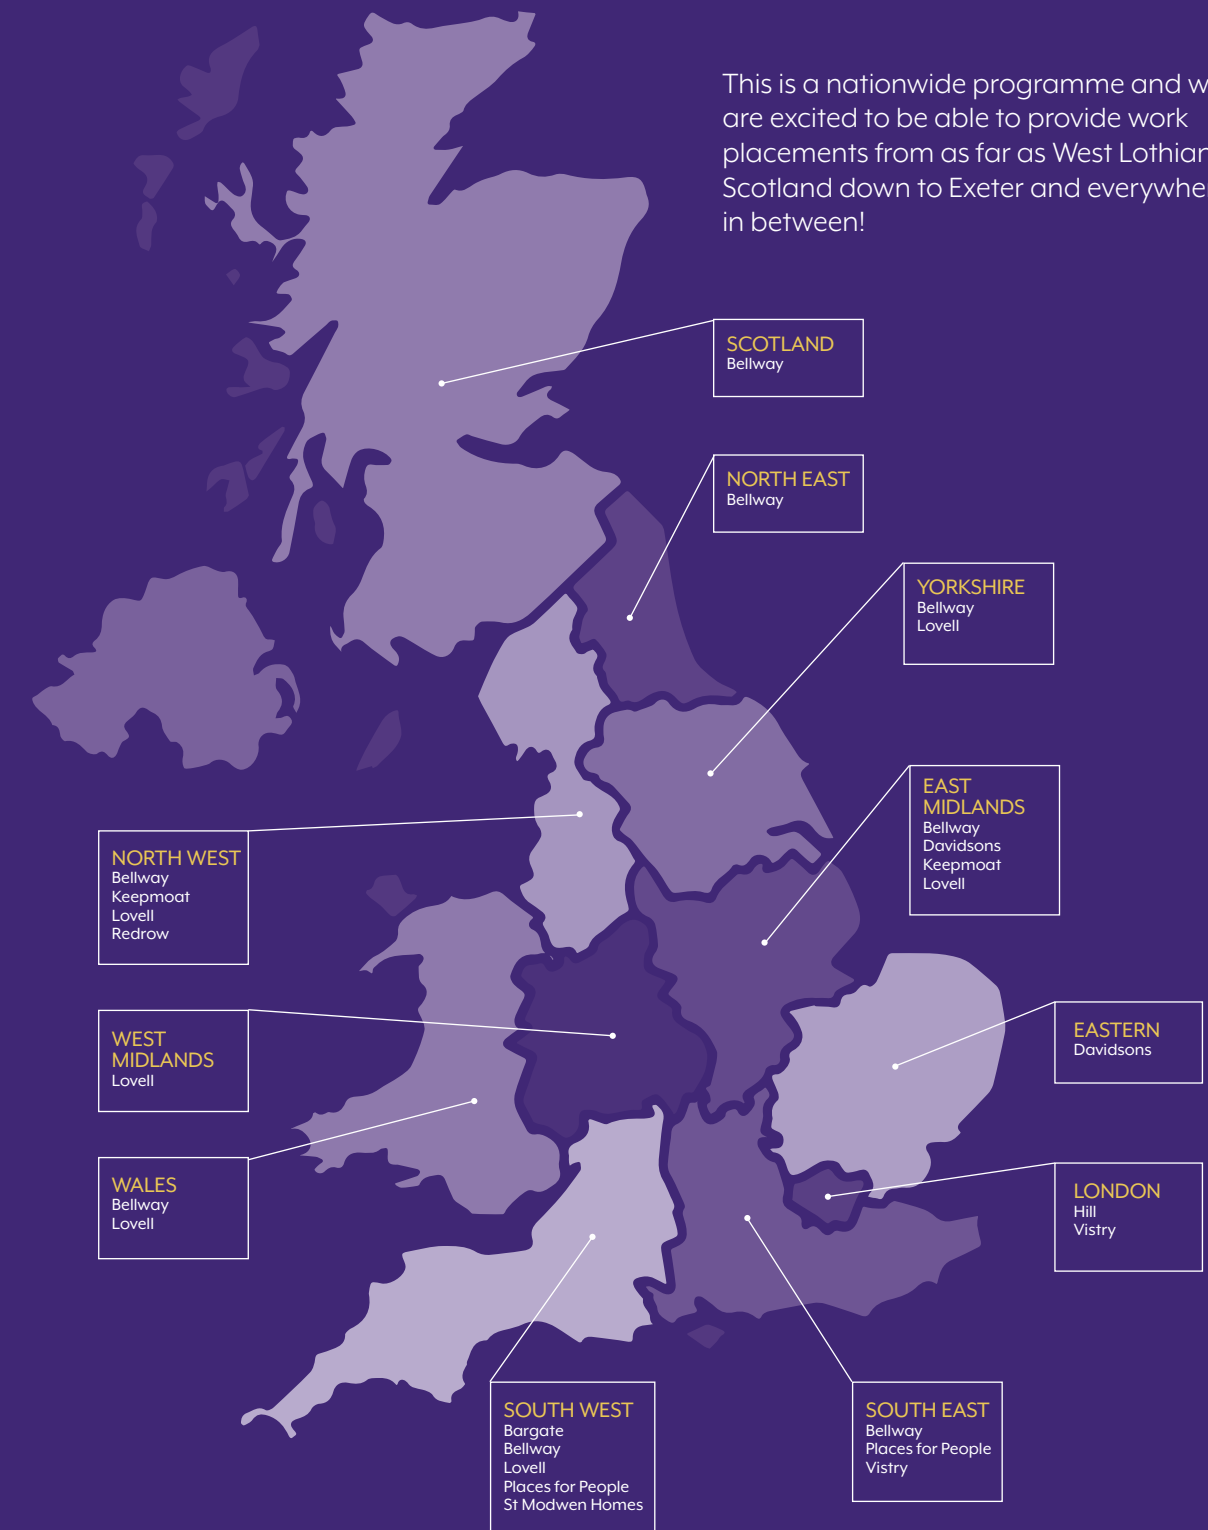 This is a nationwide programme and w
are excited to be able to provide work
placements from as far as West Lothian
Scotland down to Exeter and everywhe
in between!
SCOTLAND
Bellway
NORTH EAST
Bellway
YORKSHIRE
Bellway
Lovell
EAST
MIDLANDS
Bellway
Davidsons
Keepmoat
Lovell
NORTH WEST
Bellway
Keepmoat
Lovell
Redrow
WEST
MIDLANDS
Lovell
EASTERN
Davidsons
WALES
Bellway
Lovell
LONDON
Hill
Vistry
SOUTH WEST
Bargate
Bellway
Lovell
Places for People
St Modwen Homes
SOUTH EAST
Bellway
Places for People
Vistry